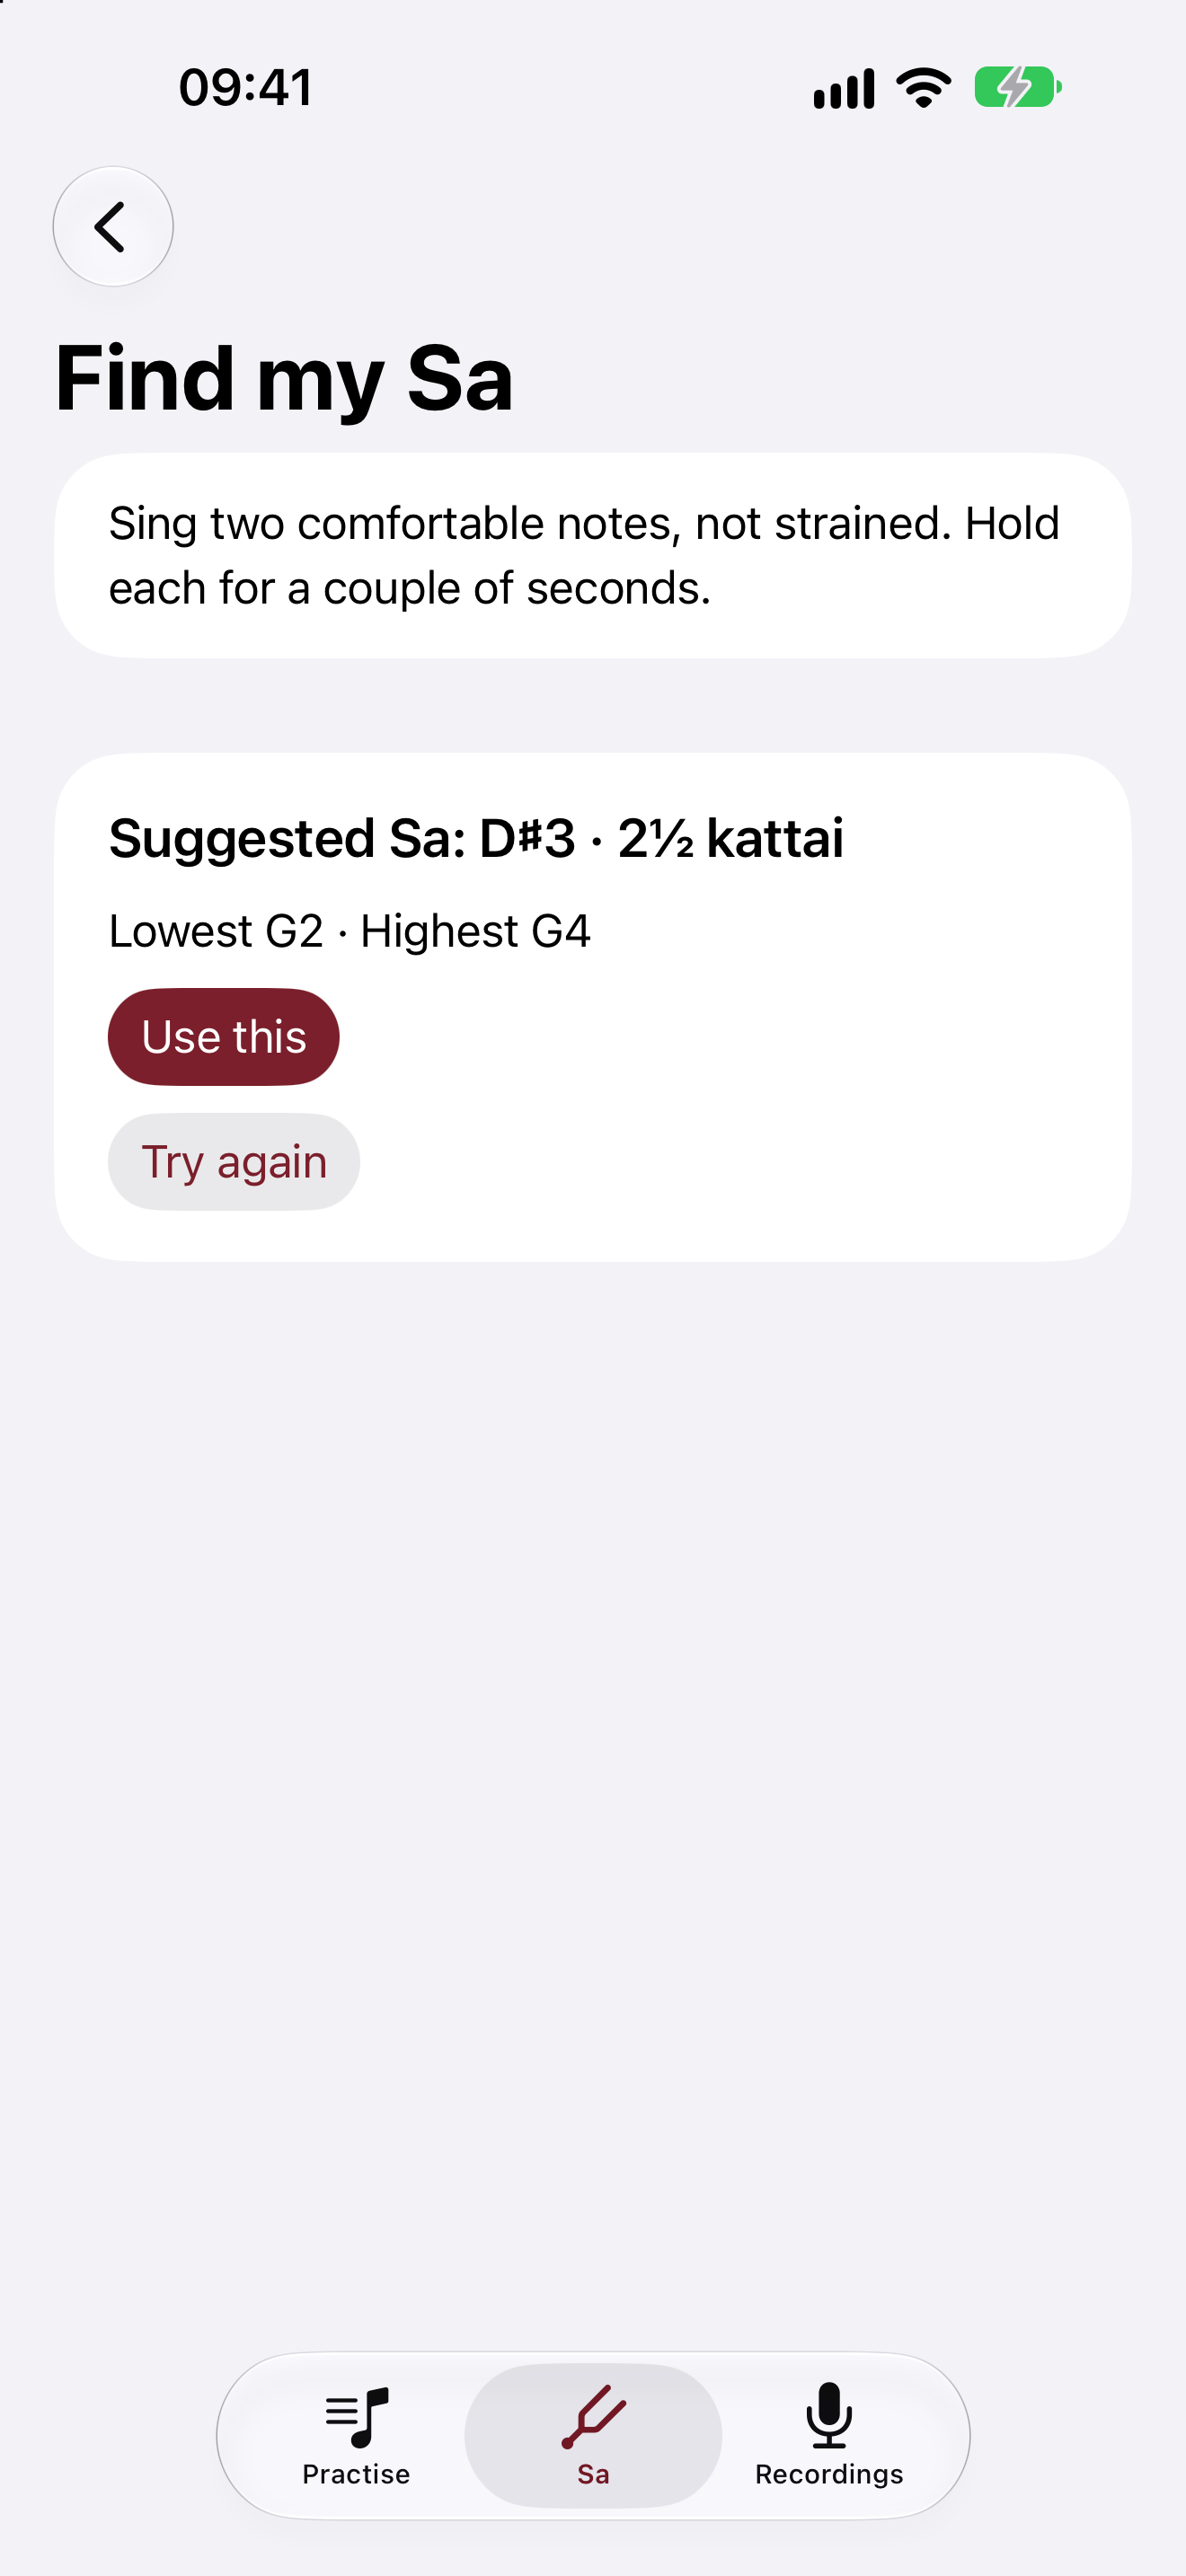 09:41
Find my Sa
Sing two comfortable notes, not strained. Hold
each for a couple of seconds.
Suggested Sa: D♯3 · 2½ kattai
Lowest G2 · Highest G4
Use this
Try again
Practise
Sa
Recordings